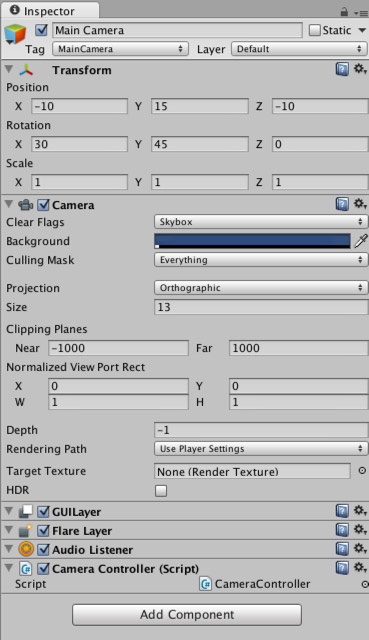 Inspector
Main Camera Static
Tag MainCamera Layer Default
Transform
Position
X -10 Y 15 Z -10
Rotation
X 30 Y 45 Z 0
Scale
X 1 Y 1 Z 1
Camera
Clear Flags Skybox
Background
Culling Mask Everything
Projection Orthographic
Size 13
Clipping Planes
Near -1000 Far 1000
Normalized View Port Rect
X 0 Y 0
W 1 H 1
Depth -1
Rendering Path Use Player Settings
Target Texture None (Render Texture)
HDR
GUILayer
Flare Layer
Audio Listener
Camera Controller (Script)
Script CameraController
Add Component